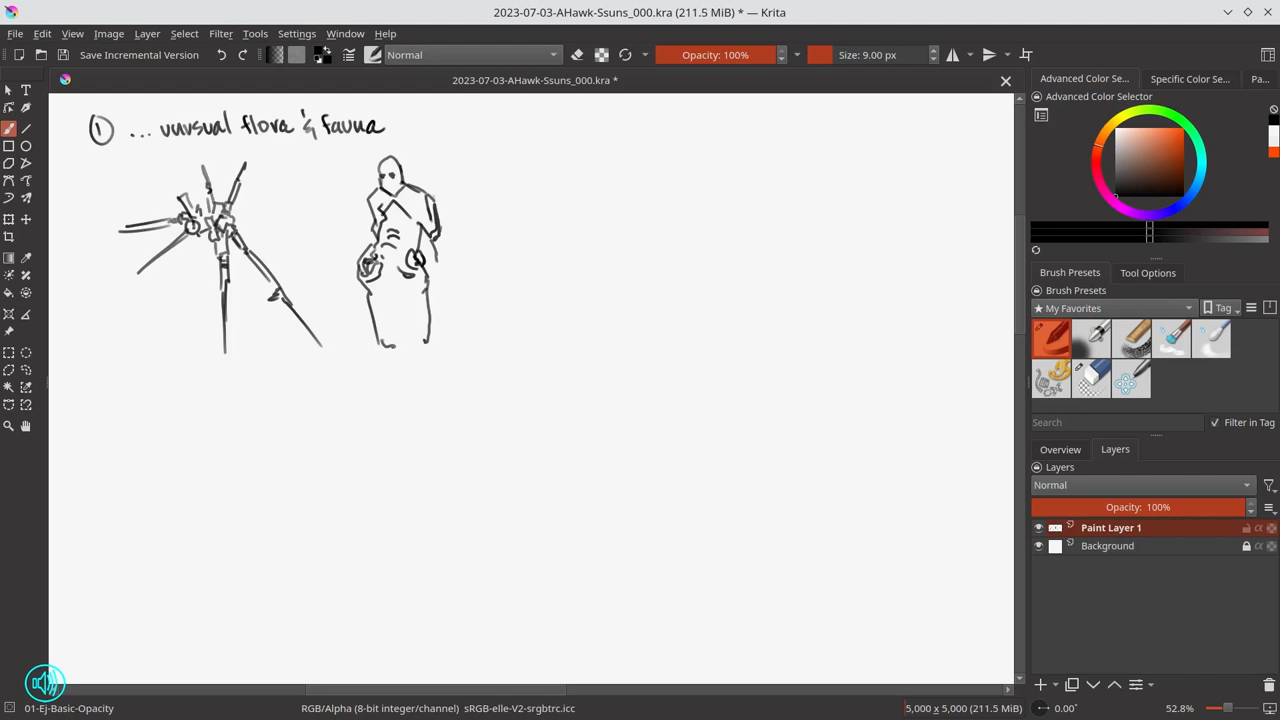 2023-07-03-AHawk-Ssuns_000.kra (211.5 MiB) * — Krita
File Edit View Image Layer Select Filter Tools Settings Window Help
Save Incremental Version Normal Opacity: 100% Size: 9.00 px
2023-07-03-AHawk-Ssuns_000.kra *
Advanced Color Se... Specific Color Se... Pa...
Advanced Color Selector
① ... unusual flora & fauna
Brush Presets Tool Options
Brush Presets
★ My Favorites Tag
Search Filter in Tag
Overview Layers
Layers
Normal
Opacity: 100%
Paint Layer 1
Background
01-Ej-Basic-Opacity RGB/Alpha (8-bit integer/channel) sRGB-elle-V2-srgbtrc.icc 5,000 x 5,000 (211.5 MiB) 0.00° 52.8%